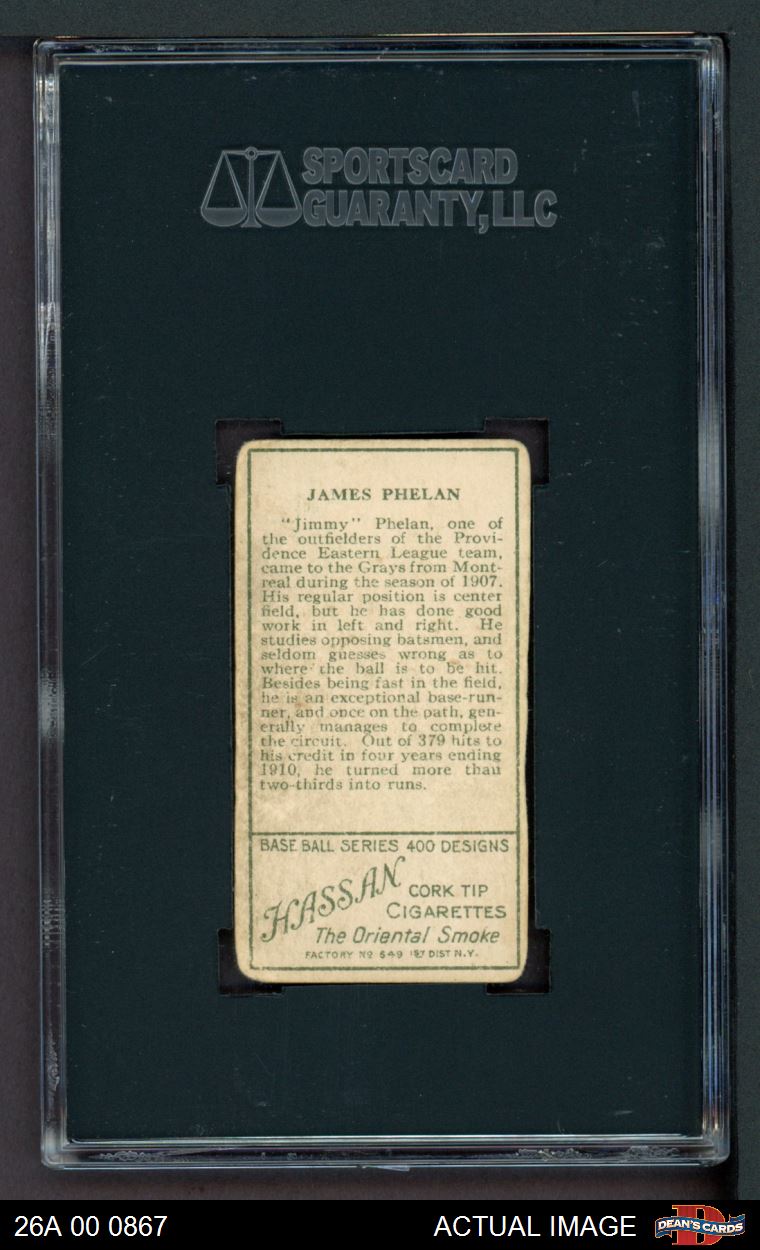 SPORTSCARD
GUARANTY, LLC
JAMES PHELAN
"Jimmy" Phelan, one of
the outfielders of the Provi-
dence Eastern League team,
came to the Grays from Mont-
real during the season of 1907.
His regular position is center
field, but he has done good
work in left and right. He
studies opposing batsmen, and
seldom guesses wrong as to
where the ball is to be hit.
Besides being fast in the field,
he is an exceptional base-run-
ner, and once on the path, gen-
erally manages to complete
the circuit. Out of 379 hits to
his credit in four years ending
1910, he turned more than
two-thirds into runs.
BASE BALL SERIES 400 DESIGNS
HASSAN
CORK TIP
CIGARETTES
The Oriental Smoke
FACTORY Nº 649 1ST DIST N.Y.
26A 00 0867
ACTUAL IMAGE
DEAN'S CARDS